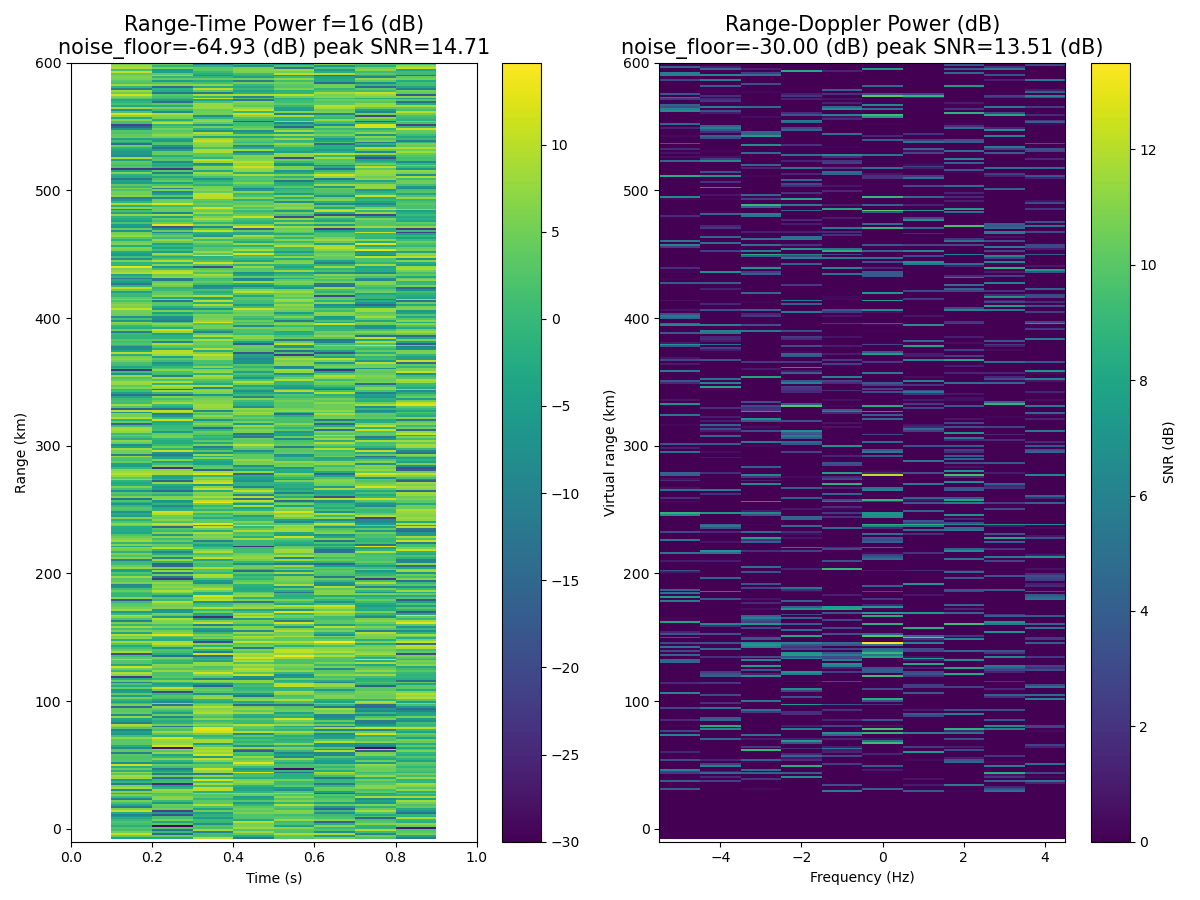 Range-Time Power f=16 (dB)
noise_floor=-64.93 (dB) peak SNR=14.71
Range-Doppler Power (dB)
noise_floor=-30.00 (dB) peak SNR=13.51 (dB)
600
500
400
300
200
100
0
Range (km)
0.0 0.2 0.4 0.6 0.8 1.0
Time (s)
10
5
0
−5
−10
−15
−20
−25
−30
600
500
400
300
200
100
0
Virtual range (km)
−4 −2 0 2 4
Frequency (Hz)
12
10
8
6
4
2
0
SNR (dB)